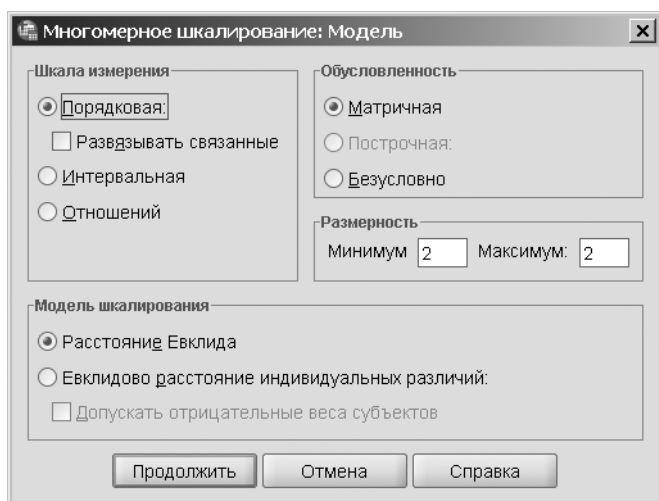 Многомерное шкалирование: Модель
Шкала измерения
Порядковая:
Развязывать связанные
Интервальная
Отношений
Обусловленность
Матричная
Построчная:
Безусловно
Размерность
Минимум 2 Максимум: 2
Модель шкалирования
Расстояние Евклида
Евклидово расстояние индивидуальных различий:
Допускать отрицательные веса субъектов
Продолжить Отмена Справка